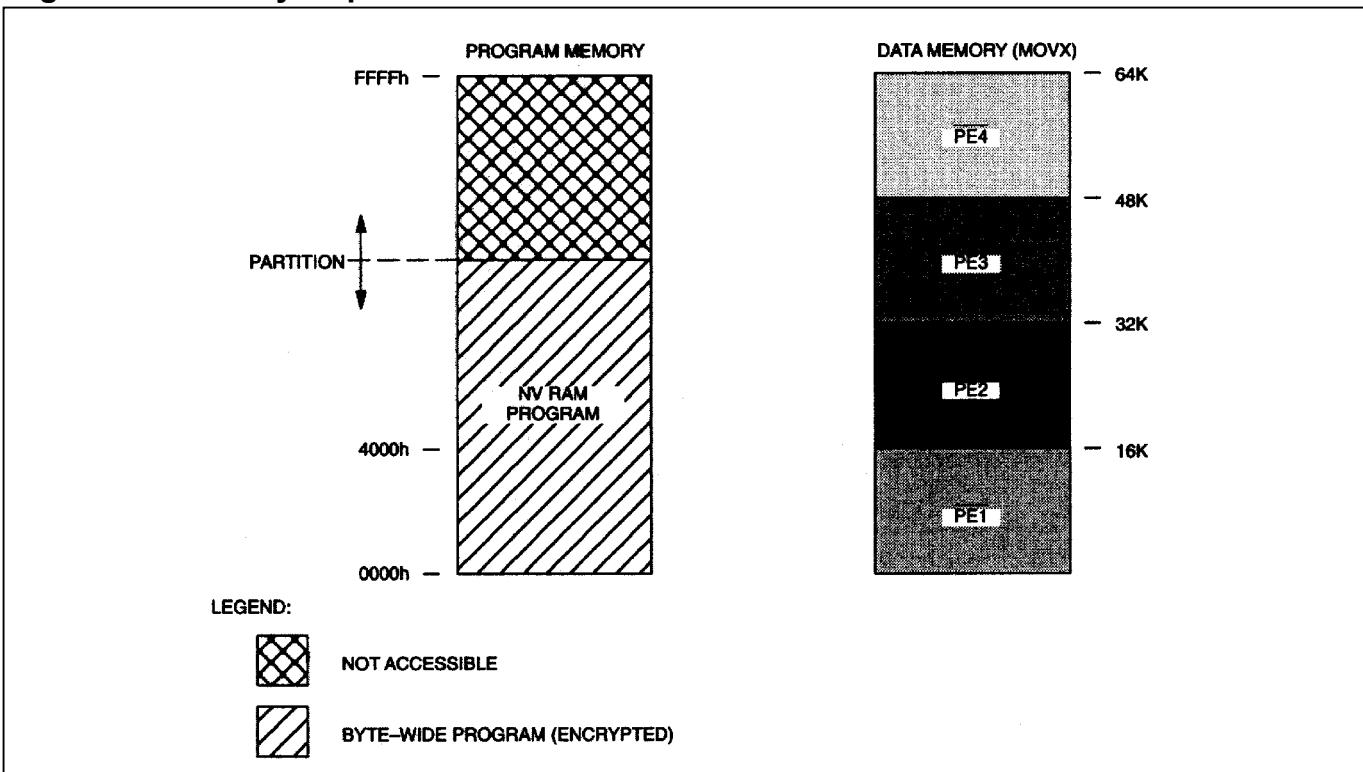 PROGRAM MEMORY
DATA MEMORY (MOVX)
FFFFh
64K
PE4
48K
PARTITION
PE3
32K
NV RAM
PROGRAM
PE2
4000h
16K
PE1
0000h
LEGEND:
NOT ACCESSIBLE
BYTE–WIDE PROGRAM (ENCRYPTED)